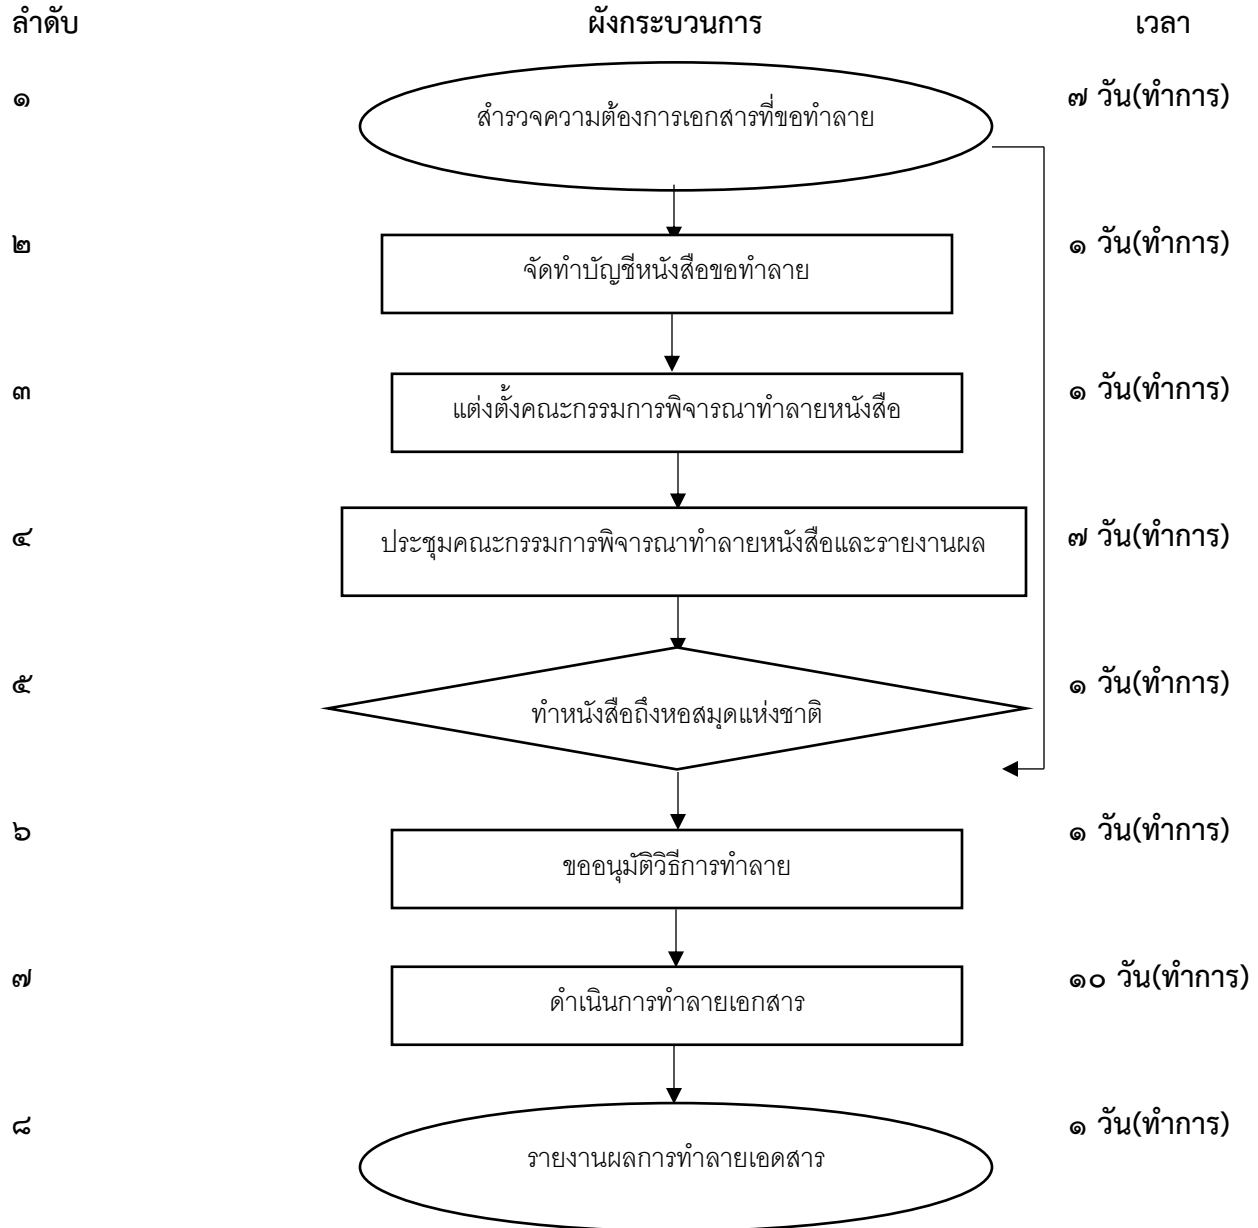 ลำดับ ผังกระบวนการ เวลา
๑ สำรวจความต้องการเอกสารที่ขอทำลาย ๗ วัน(ทำการ)
๒ จัดทำบัญชีหนังสือขอทำลาย ๑ วัน(ทำการ)
๓ แต่งตั้งคณะกรรมการพิจารณาทำลายหนังสือ ๑ วัน(ทำการ)
๔ ประชุมคณะกรรมการพิจารณาทำลายหนังสือและรายงานผล ๗ วัน(ทำการ)
๕ ทำหนังสือถึงหอสมุดแห่งชาติ ๑ วัน(ทำการ)
๖ ขออนุมัติวิธีการทำลาย ๑ วัน(ทำการ)
๗ ดำเนินการทำลายเอกสาร ๑๐ วัน(ทำการ)
๘ รายงานผลการทำลายเอดสาร ๑ วัน(ทำการ)